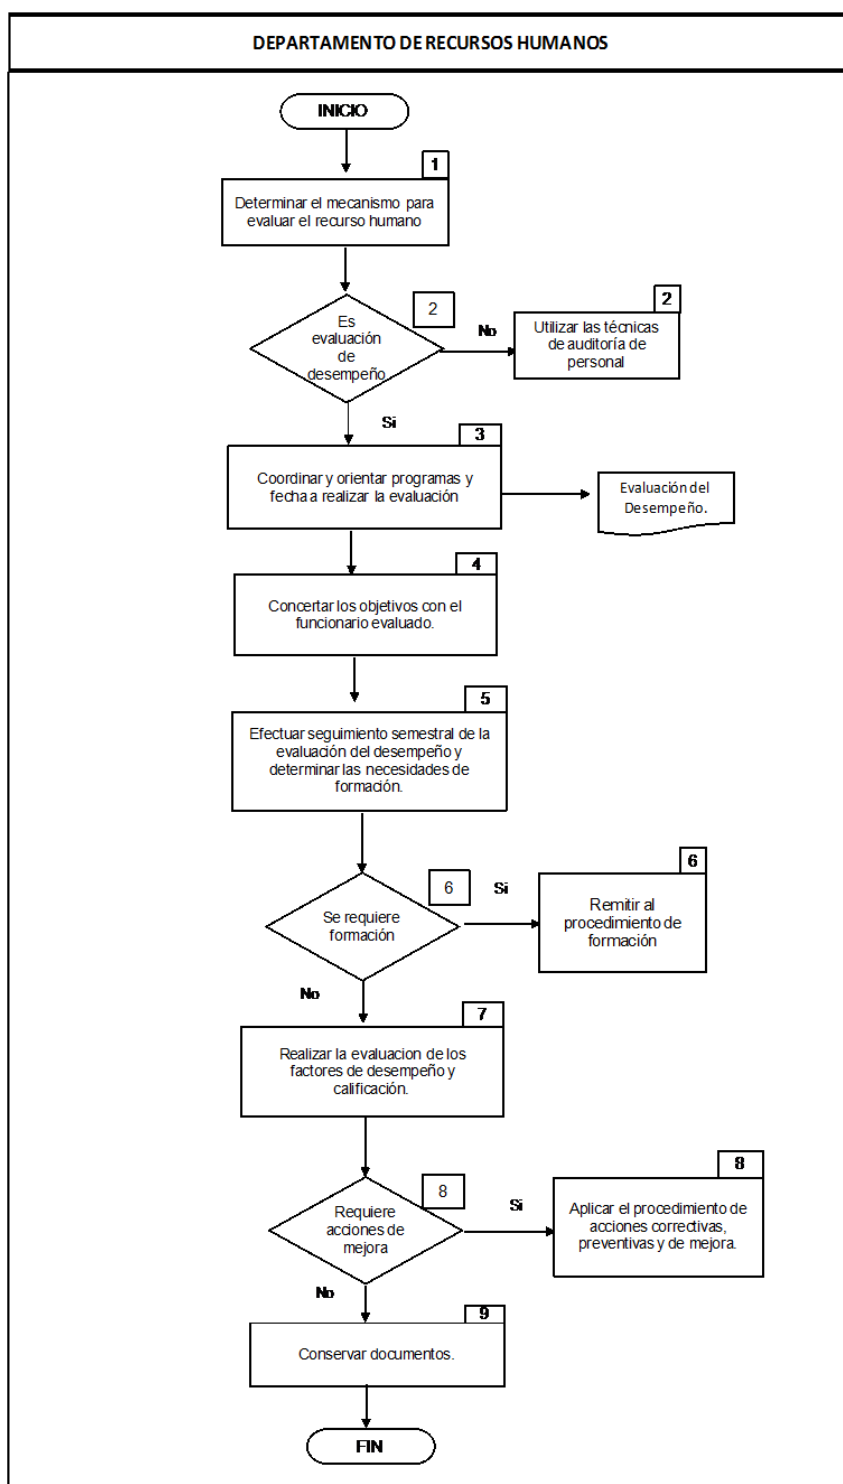 DEPARTAMENTO DE RECURSOS HUMANOS
INICIO
1
Determinar el mecanismo para
evaluar el recurso humano
2
Es
evaluación
de
desempeño
No
2
Utilizar las técnicas
de auditoría de
personal
Si
3
Coordinar y orientar programas y
fecha a realizar la evaluación
Evaluación del
Desempeño.
4
Concertar los objetivos con el
funcionario evaluado.
5
Efectuar seguimiento semestral de la
evaluación del desempeño y
determinar las necesidades de
formación.
6
Se requiere
formación
Si
6
Remitir al
procedimiento de
formación
No
7
Realizar la evaluacion de los
factores de desempeño y
calificación.
8
Requiere
acciones de
mejora
Si
8
Aplicar el procedimiento de
acciones correctivas,
preventivas y de mejora.
No
9
Conservar documentos.
FIN